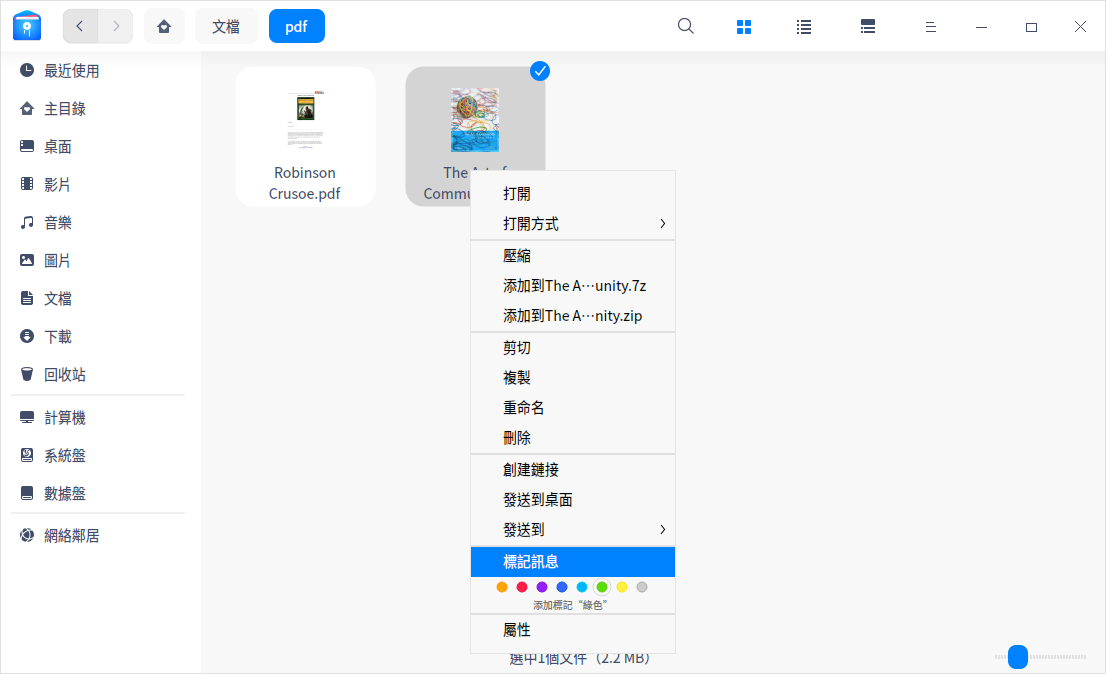 文檔
pdf
最近使用
主目錄
桌面
影片
音樂
圖片
文檔
下載
回收站
計算機
系統盤
數據盤
網絡鄰居
Robinson
Crusoe.pdf
The
Commu
打開
打開方式
壓縮
添加到The A⋯unity.7z
添加到The A⋯nity.zip
剪切
複製
重命名
刪除
創建鏈接
發送到桌面
發送到
標記訊息
添加標記“綠色”
屬性
選中1個文件（2.2 MB）